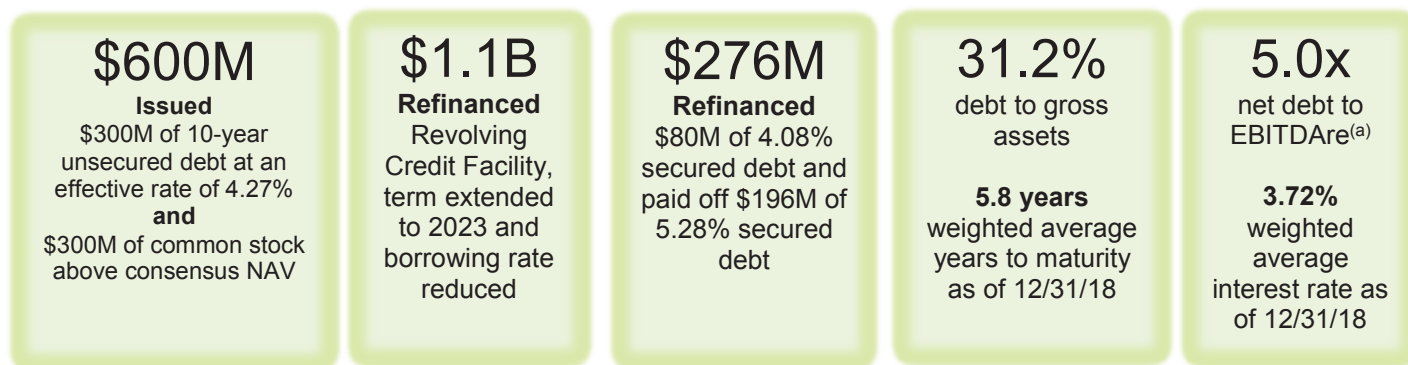 $600M
Issued
$300M of 10-year
unsecured debt at an
effective rate of 4.27%
and
$300M of common stock
above consensus NAV
$1.1B
Refinanced
Revolving
Credit Facility,
term extended
to 2023 and
borrowing rate
reduced
$276M
Refinanced
$80M of 4.08%
secured debt and
paid off $196M of
5.28% secured
debt
31.2%
debt to gross
assets
5.8 years
weighted average
years to maturity
as of 12/31/18
5.0x
net debt to
EBITDAre(a)
3.72%
weighted
average
interest rate as
of 12/31/18